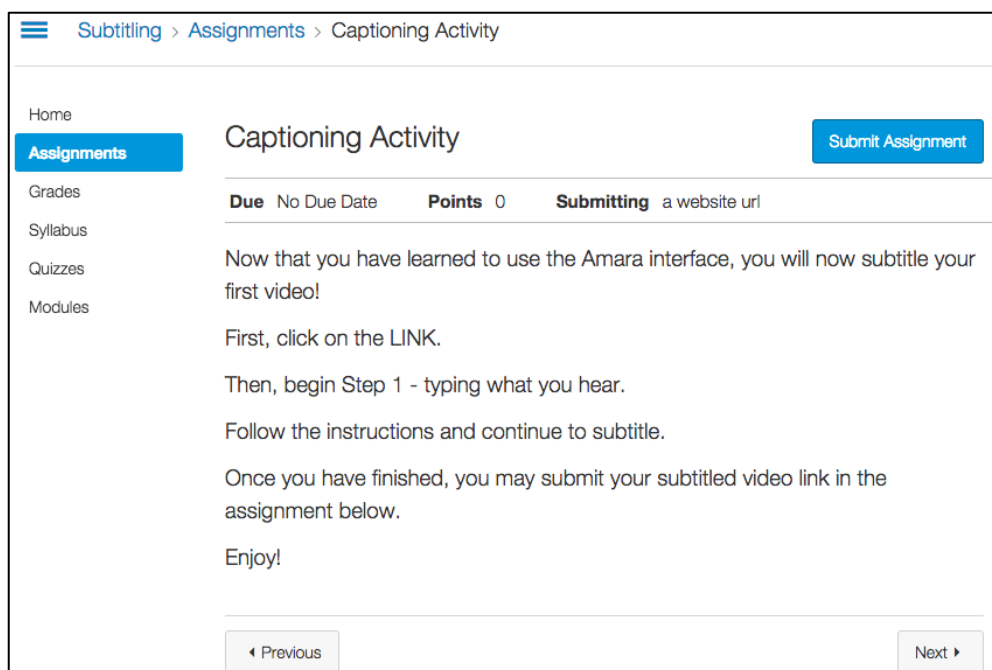 Subtitling > Assignments > Captioning Activity
Home
Assignments
Grades
Syllabus
Quizzes
Modules
Captioning Activity
Submit Assignment
Due No Due Date Points 0 Submitting a website url
Now that you have learned to use the Amara interface, you will now subtitle your
first video!
First, click on the LINK.
Then, begin Step 1 - typing what you hear.
Follow the instructions and continue to subtitle.
Once you have finished, you may submit your subtitled video link in the
assignment below.
Enjoy!
Previous
Next